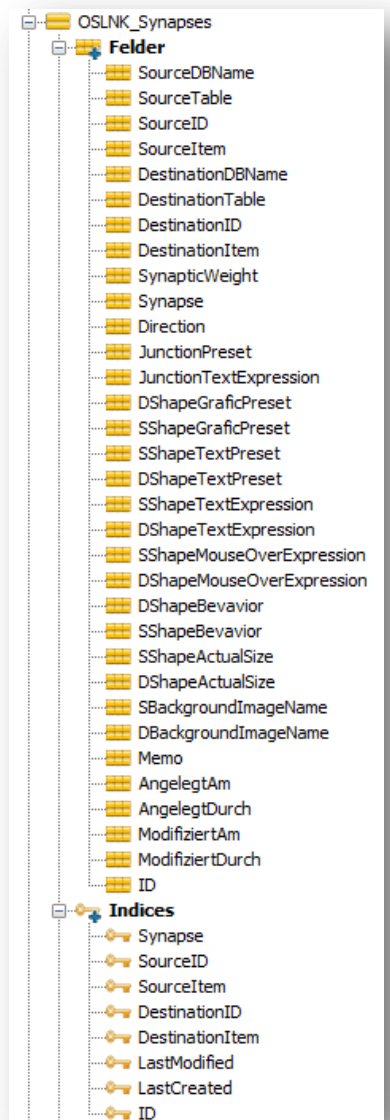 OSLNK_Synapses
Felder
SourceDBName
SourceTable
SourceID
SourceItem
DestinationDBName
DestinationTable
DestinationID
DestinationItem
SynapticWeight
Synapse
Direction
JunctionPreset
JunctionTextExpression
DShapeGraficPreset
SShapeGraficPreset
SShapeTextPreset
DShapeTextPreset
SShapeTextExpression
DShapeTextExpression
SShapeMouseOverExpression
DShapeMouseOverExpression
DShapeBevavior
SShapeBevavior
SShapeActualSize
DShapeActualSize
SBackgroundImageName
DBackgroundImageName
Memo
AngelegtAm
AngelegtDurch
ModifiziertAm
ModifiziertDurch
ID
Indices
Synapse
SourceID
SourceItem
DestinationID
DestinationItem
LastModified
LastCreated
ID